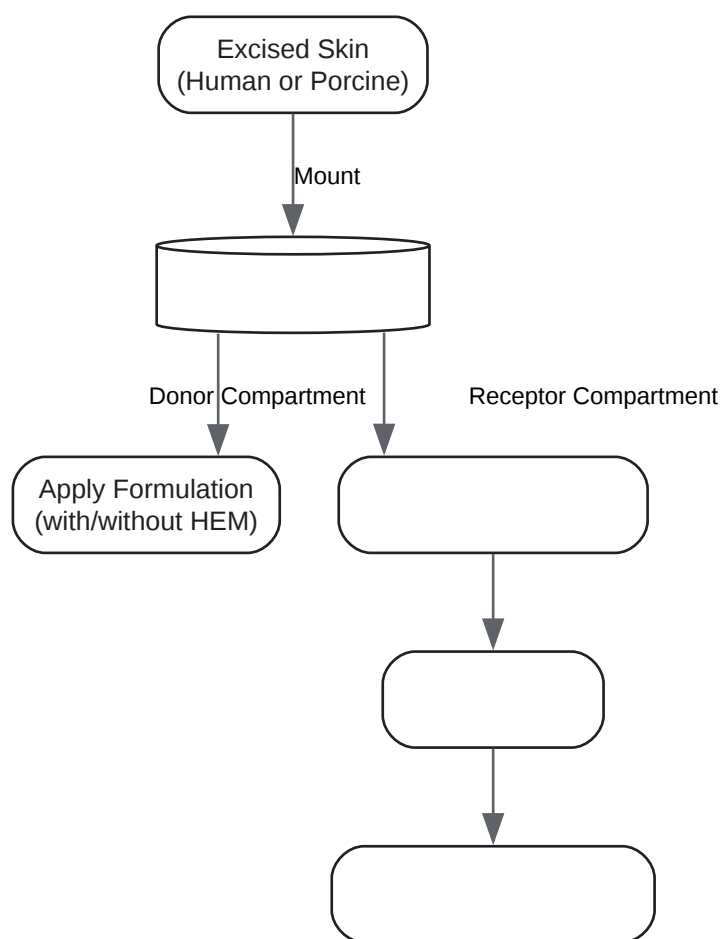 Excised Skin
(Human or Porcine)
Mount
Donor Compartment
Receptor Compartment
Apply Formulation
(with/without HEM)